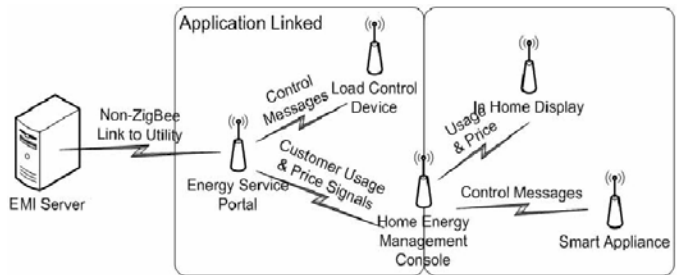 Application Linked
Control
Messages
Load Control
Device
In Home Display
Non-ZigBee
Link to Utility
Usage
& Price
Customer Usage
& Price Signals
Control Messages
EMI Server
Energy Service
Portal
Home Energy
Management
Console
Smart Appliance